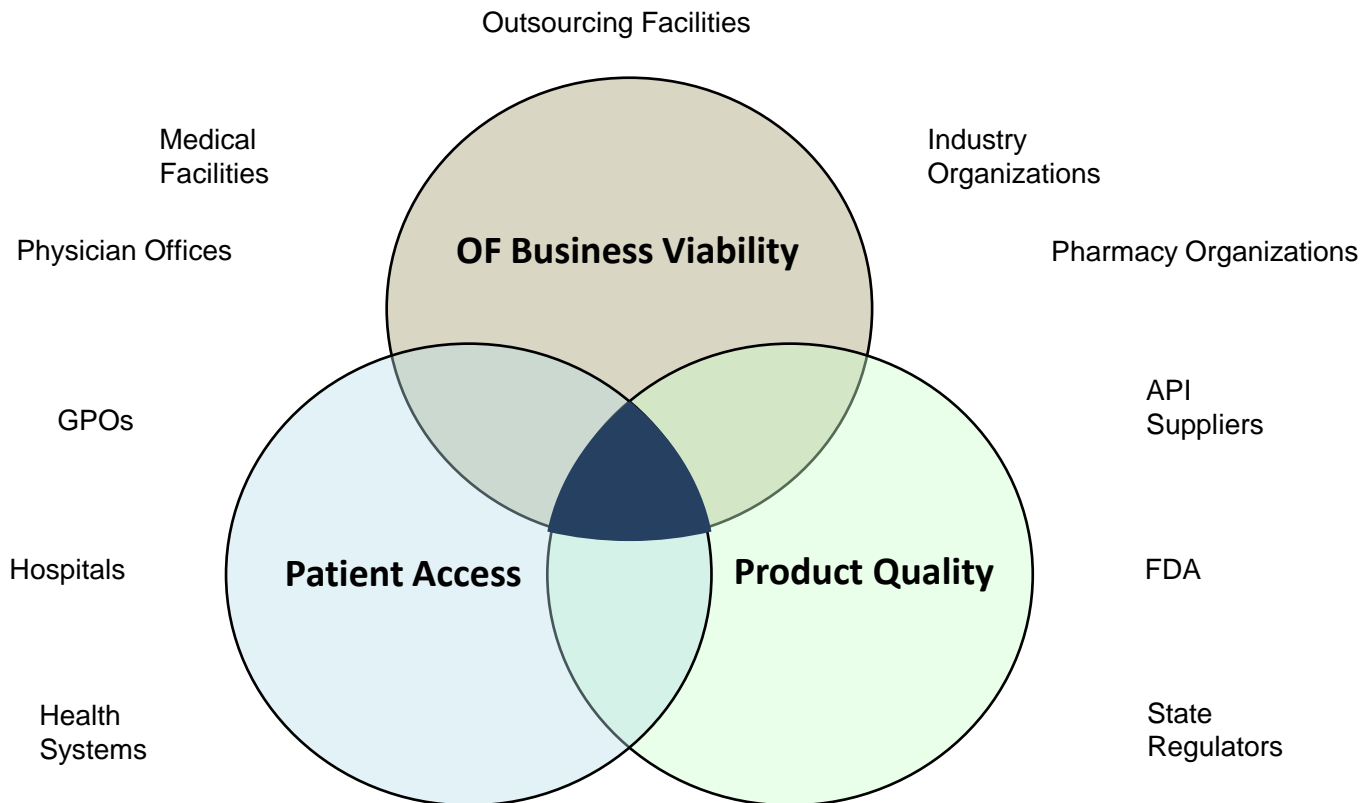 Outsourcing Facilities
Medical
Facilities
Industry
Organizations
Physician Offices
OF Business Viability
Pharmacy Organizations
GPOs
API
Suppliers
Hospitals
Patient Access
Product Quality
FDA
Health
Systems
State
Regulators